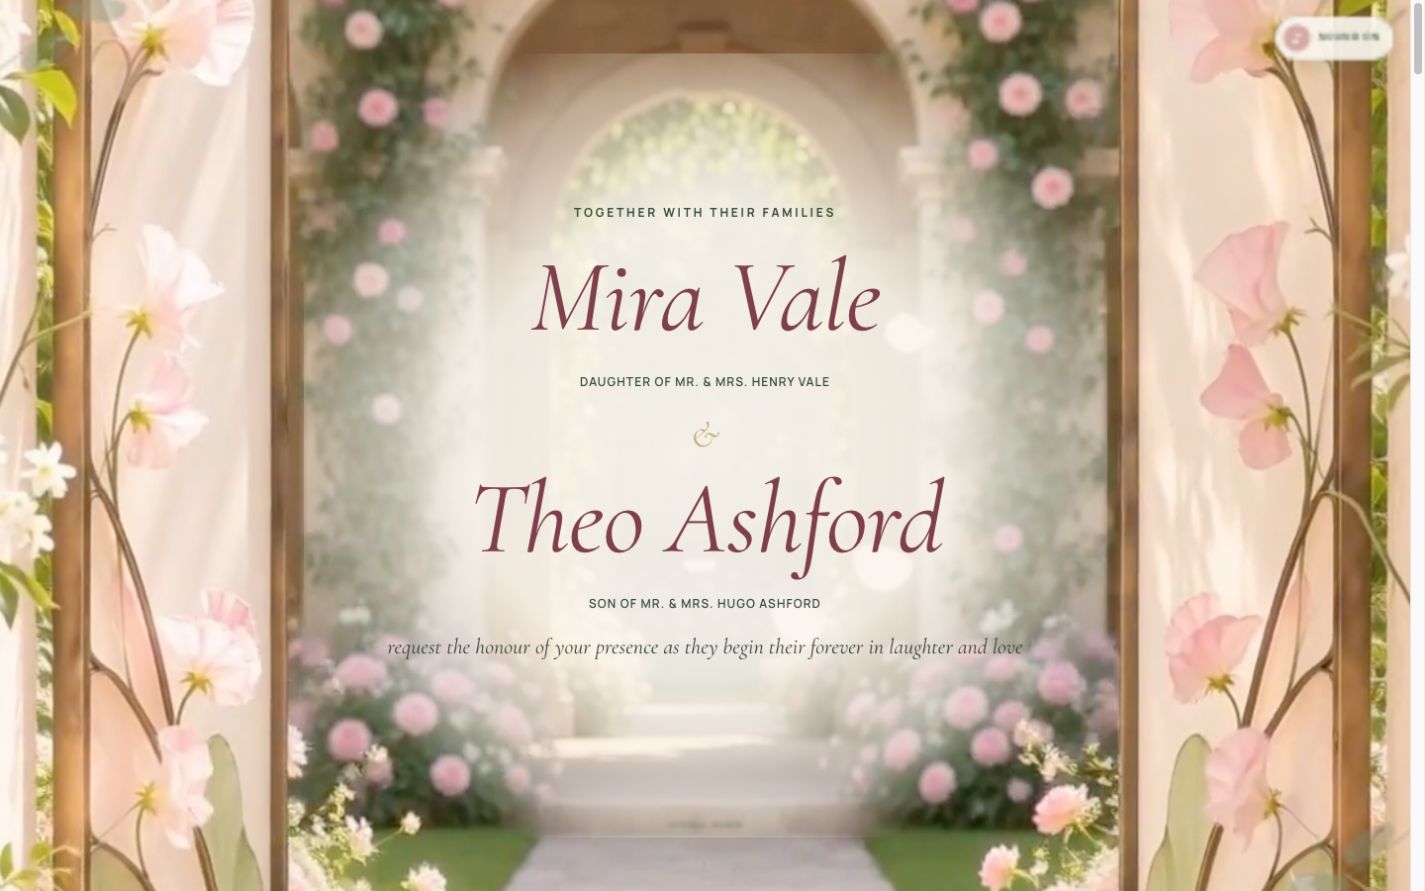 TOGETHER WITH THEIR FAMILIES
Mira Vale
DAUGHTER OF MR. & MRS. HENRY VALE
&
Theo Ashford
SON OF MR. & MRS. HUGO ASHFORD
request the honour of your presence as they begin their forever in laughter and love